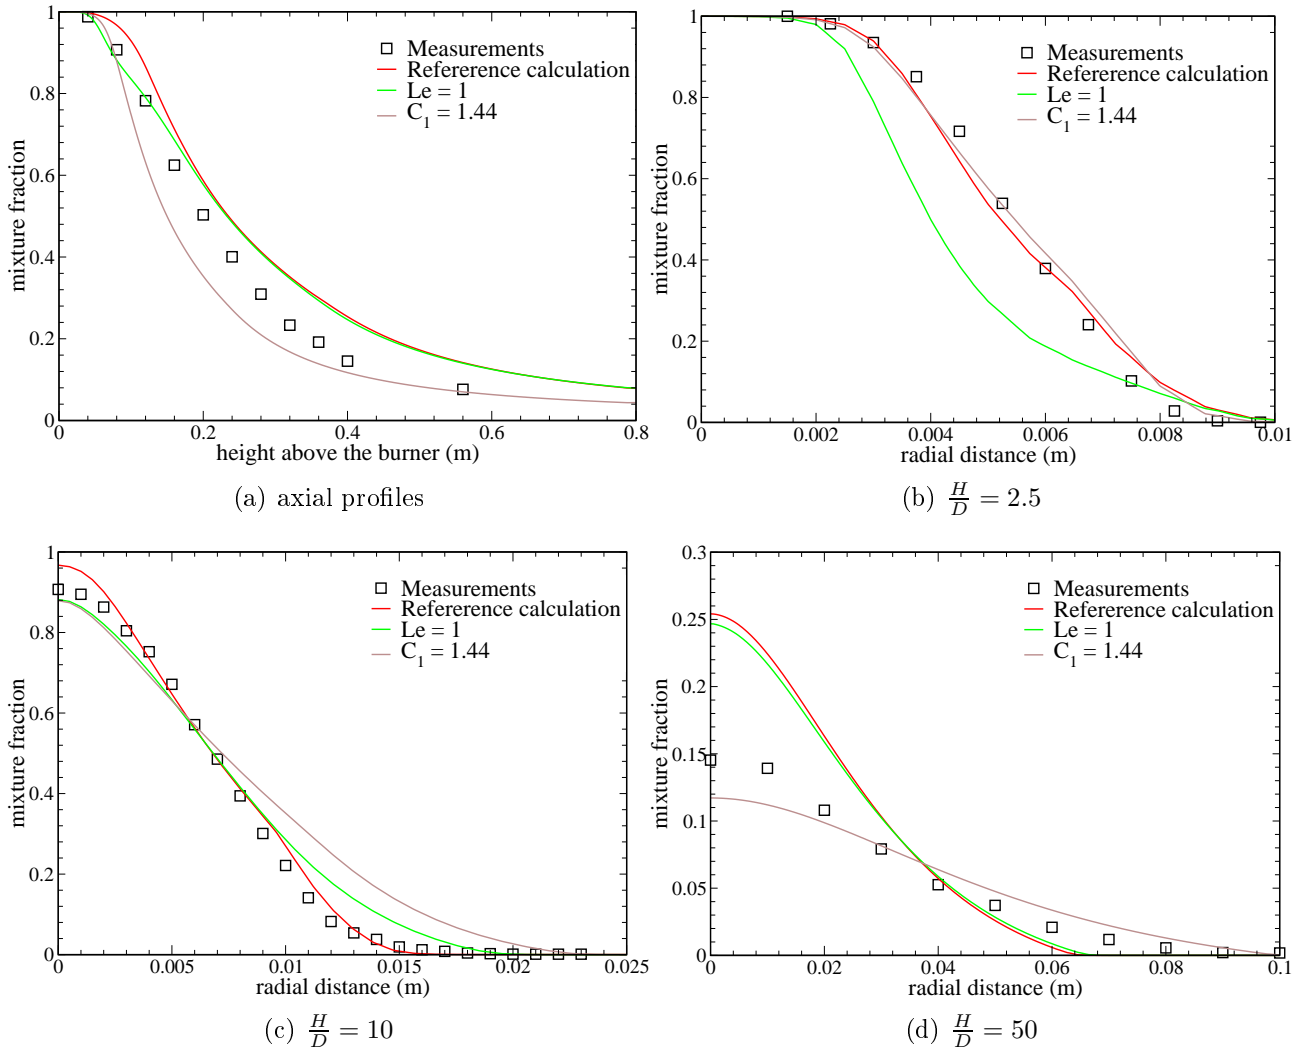 1
0.8
0.6
0.4
0.2
0
mixture fraction
Measurements
Refererence calculation
Le = 1
C1 = 1.44
0 0.2 0.4 0.6 0.8
height above the burner (m)
(a) axial profiles
1
0.8
0.6
0.4
0.2
0
mixture fraction
Measurements
Refererence calculation
Le = 1
C1 = 1.44
0 0.002 0.004 0.006 0.008 0.01
radial distance (m)
(b) H/D = 2.5
1
0.8
0.6
0.4
0.2
0
mixture fraction
Measurements
Refererence calculation
Le = 1
C1 = 1.44
0 0.005 0.01 0.015 0.02 0.025
radial distance (m)
(c) H/D = 10
0.3
0.25
0.2
0.15
0.1
0.05
0
mixture fraction
Measurements
Refererence calculation
Le = 1
C1 = 1.44
0 0.02 0.04 0.06 0.08 0.1
radial distance (m)
(d) H/D = 50